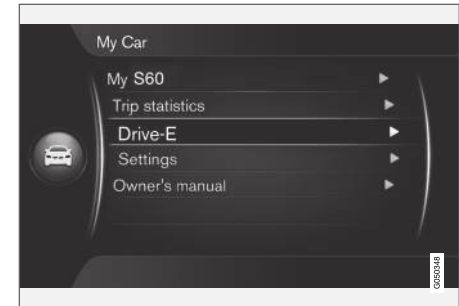 My Car
My S60
Trip statistics
Drive-E
Settings
Owner's manual
G050348